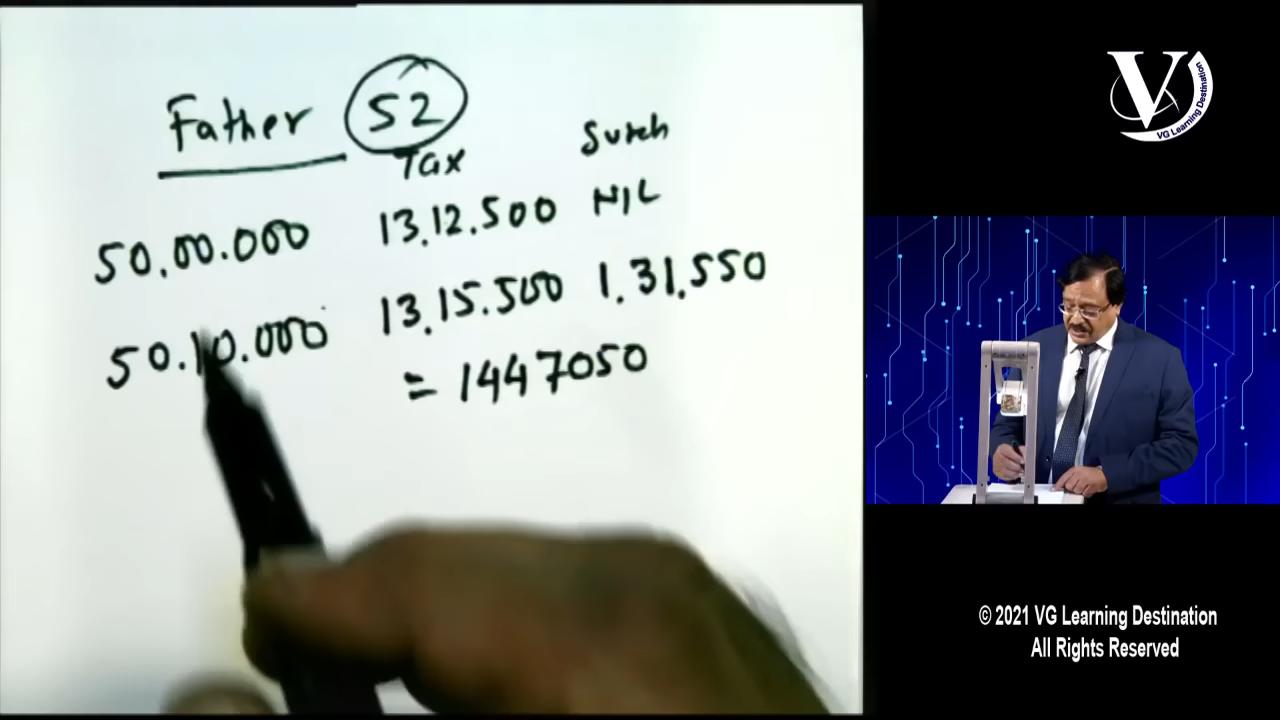 Father 52
Tax Surch
50,00.000 13,12.500 NIL
50.10.000 13,15.500 1.31.550
= 1447050
V
VG Learning Destination
© 2021 VG Learning Destination
All Rights Reserved